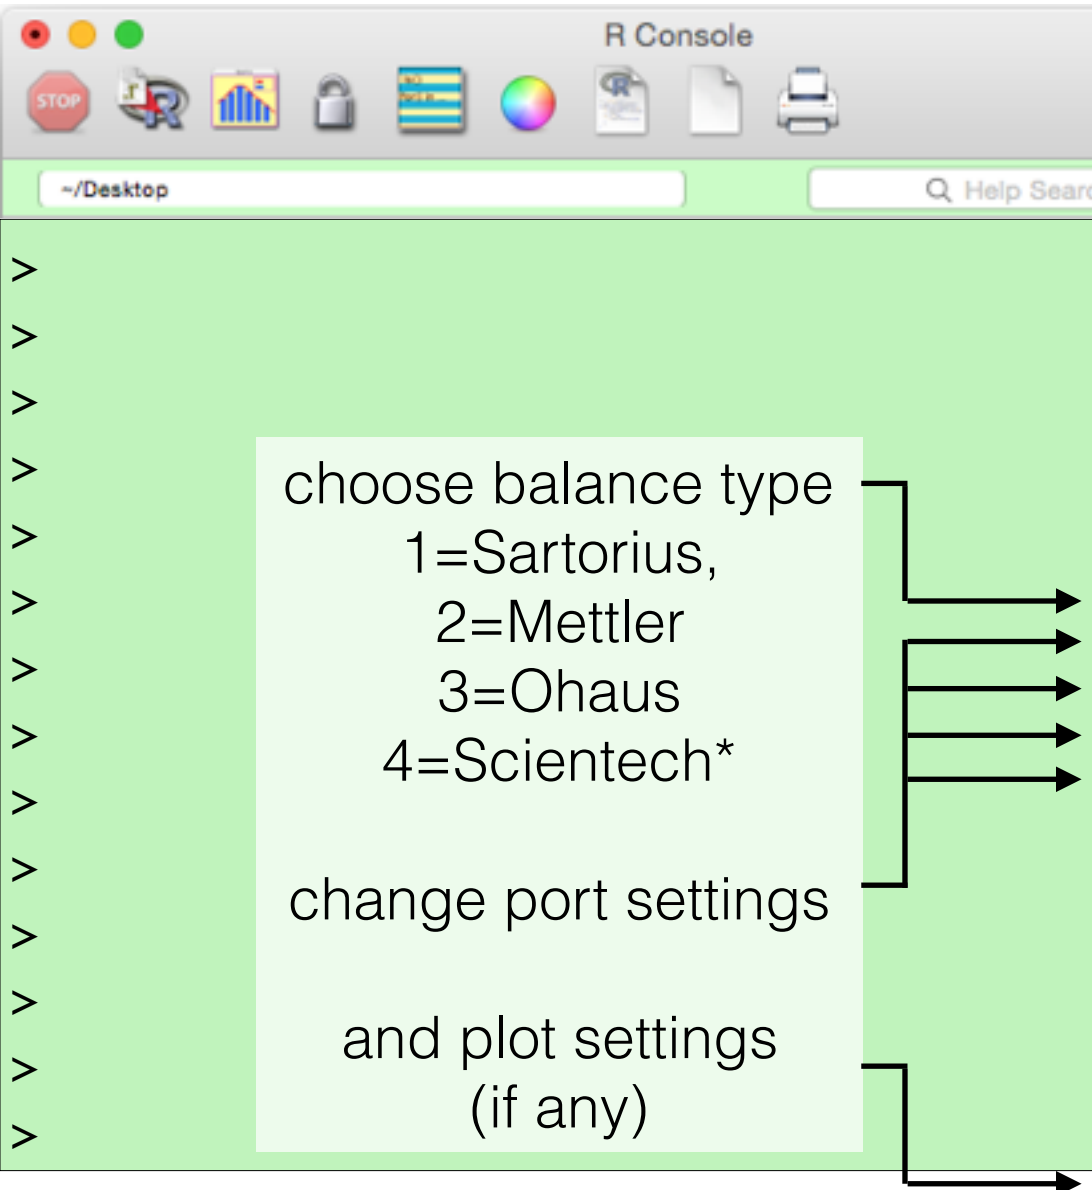 R Console
STOP
~/Desktop
Help Sear
>
>
>
>
>
>
>
>
>
>
>
>
>
>
choose balance type
1=Sartorius,
2=Mettler
3=Ohaus
4=Scientech*
change port settings
and plot settings
(if any)